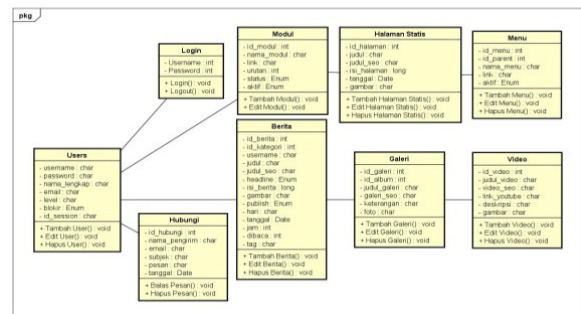 pkg
Login
- Username : int
- Password : int
+ Login() : void
+ Logout() : void
Modul
- id_modul : int
- nama_modul : char
- link : char
- urutan : int
- status : Enum
- aktif : Enum
+ Tambah Modul() : void
+ Edit Modul() : void
Halaman Statis
- id_halaman : int
- judul : char
- judul_seo : char
- isi_halaman : long
- tanggal : Date
- gambar : char
+ Tambah Halaman Statis() : void
+ Edit Halaman Statis() : void
+ Hapus Halaman Statis() : void
Menu
- id_menu : int
- id_parent : int
- nama_menu : char
- link : char
- aktif : Enum
+ Tambah Menu() : void
+ Edit Menu() : void
+ Hapus Menu() : void
Users
- username : char
- password : char
- nama_lengkap : char
- email : char
- level : char
- blokir : Enum
- id_session : char
+ Tambah User() : void
+ Edit User() : void
+ Hapus User() : void
Hubungi
- id_hubungi : int
- nama_pengirim : char
- email : char
- subjek : char
- pesan : char
- tanggal : Date
+ Balas Pesan() : void
+ Hapus Pesan() : void
Berita
- id_berita : int
- id_kategori : int
- username : char
- judul : char
- judul_seo : char
- headline : Enum
- isi_berita : long
- gambar : char
- publish : Enum
- hari : char
- tanggal : Date
- jam : int
- dibaca : int
- tag : char
+ Tambah Berita() : void
+ Edit Berita() : void
+ Hapus Berita() : void
Galeri
- id_galeri : int
- id_album : int
- judul_galeri : char
- galeri_seo : char
- keterangan : char
- foto : char
+ Tambah Galeri() : void
+ Edit Galeri() : void
+ Hapus Galeri() : void
Video
- id_video : int
- judul_video : char
- video_seo : char
- link_youtube : char
- deskripsi : char
- gambar : char
+ Tambah Video() : void
+ Edit Video() : void
+ Hapus Video() : void